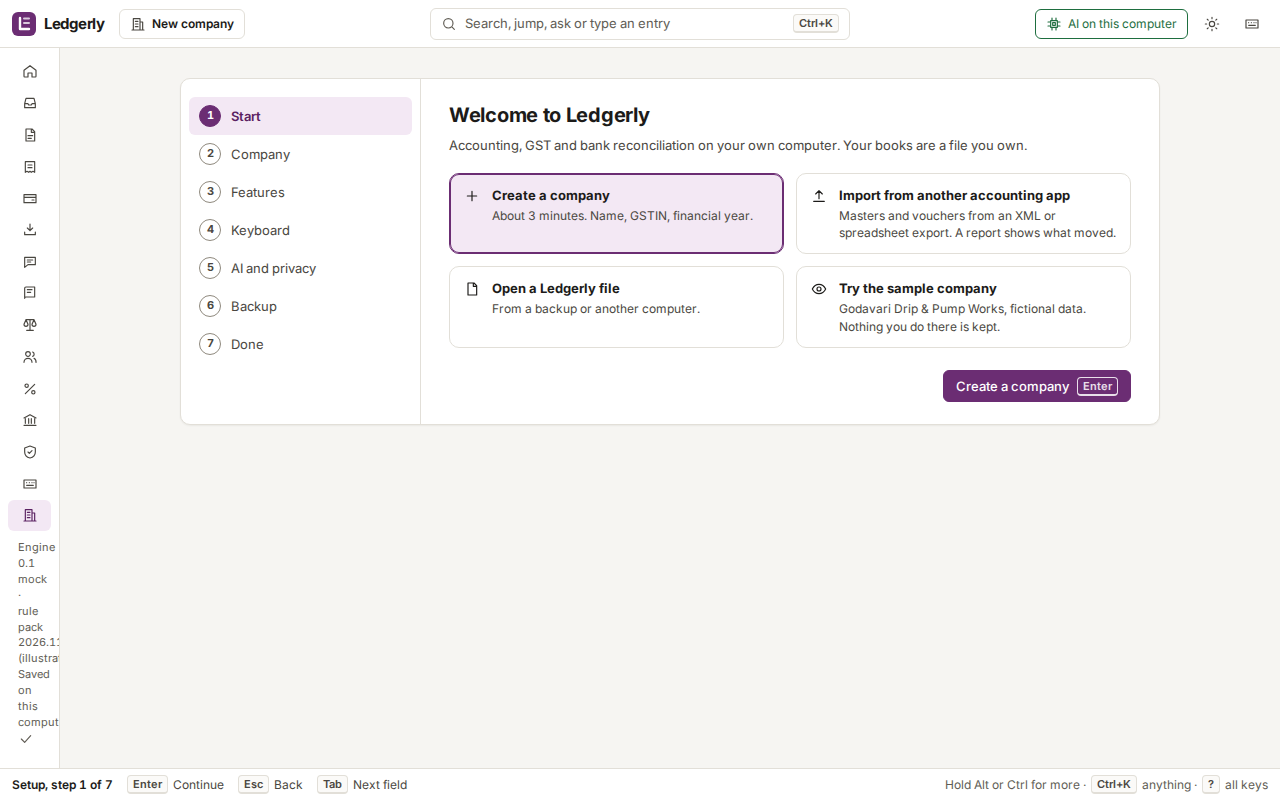 Ledgerly
New company
Search, jump, ask or type an entry
Ctrl+K
AI on this computer
1 Start
2 Company
3 Features
4 Keyboard
5 AI and privacy
6 Backup
7 Done
Welcome to Ledgerly
Accounting, GST and bank reconciliation on your own computer. Your books are a file you own.
Create a company
About 3 minutes. Name, GSTIN, financial year.
Import from another accounting app
Masters and vouchers from an XML or
spreadsheet export. A report shows what moved.
Open a Ledgerly file
From a backup or another computer.
Try the sample company
Godavari Drip & Pump Works, fictional data.
Nothing you do there is kept.
Create a company Enter
Engine
0.1
mock
·
rule
pack
2026.11
(illustrat
Saved
on
this
comput
Setup, step 1 of 7
Enter Continue
Esc Back
Tab Next field
Hold Alt or Ctrl for more · Ctrl+K anything · ? all keys